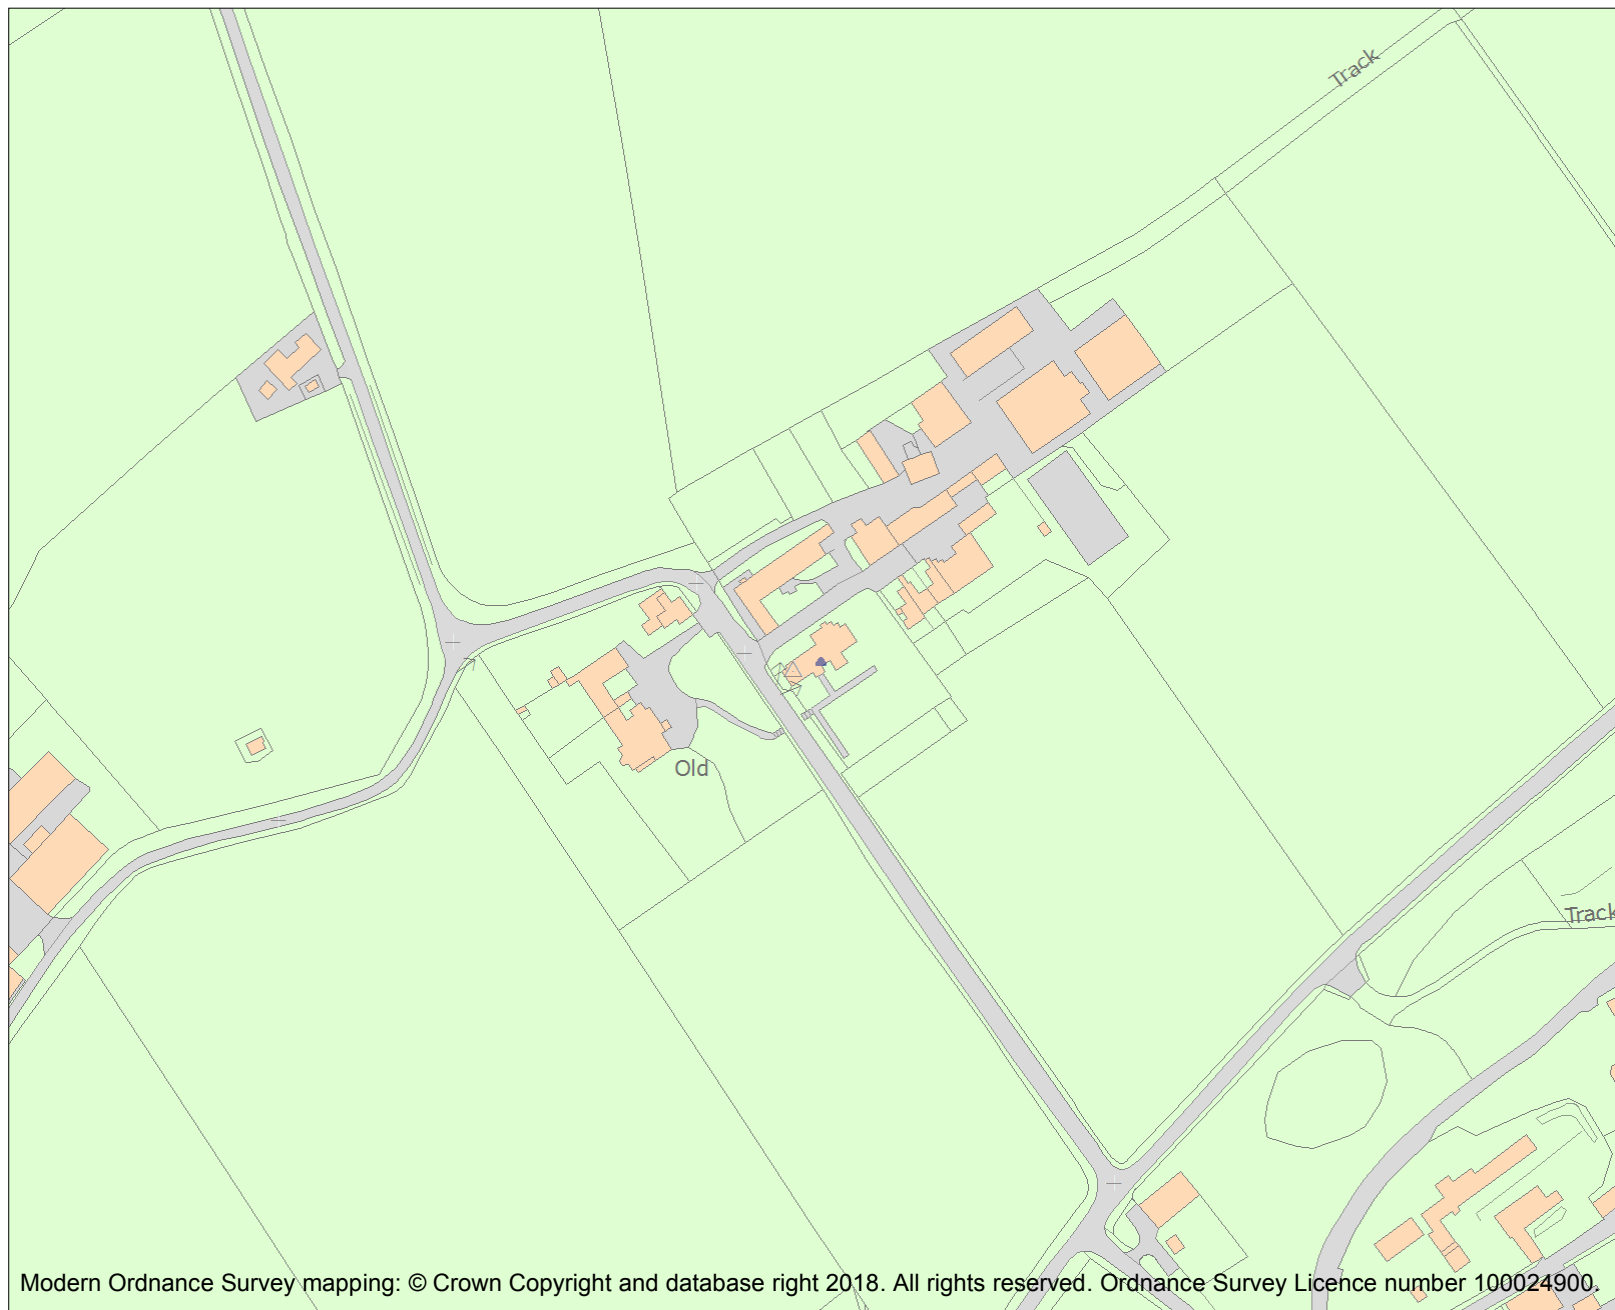 Track
Old
Track
Modern Ordnance Survey mapping: © Crown Copyright and database right 2018. All rights reserved. Ordnance Survey Licence number 100024900.